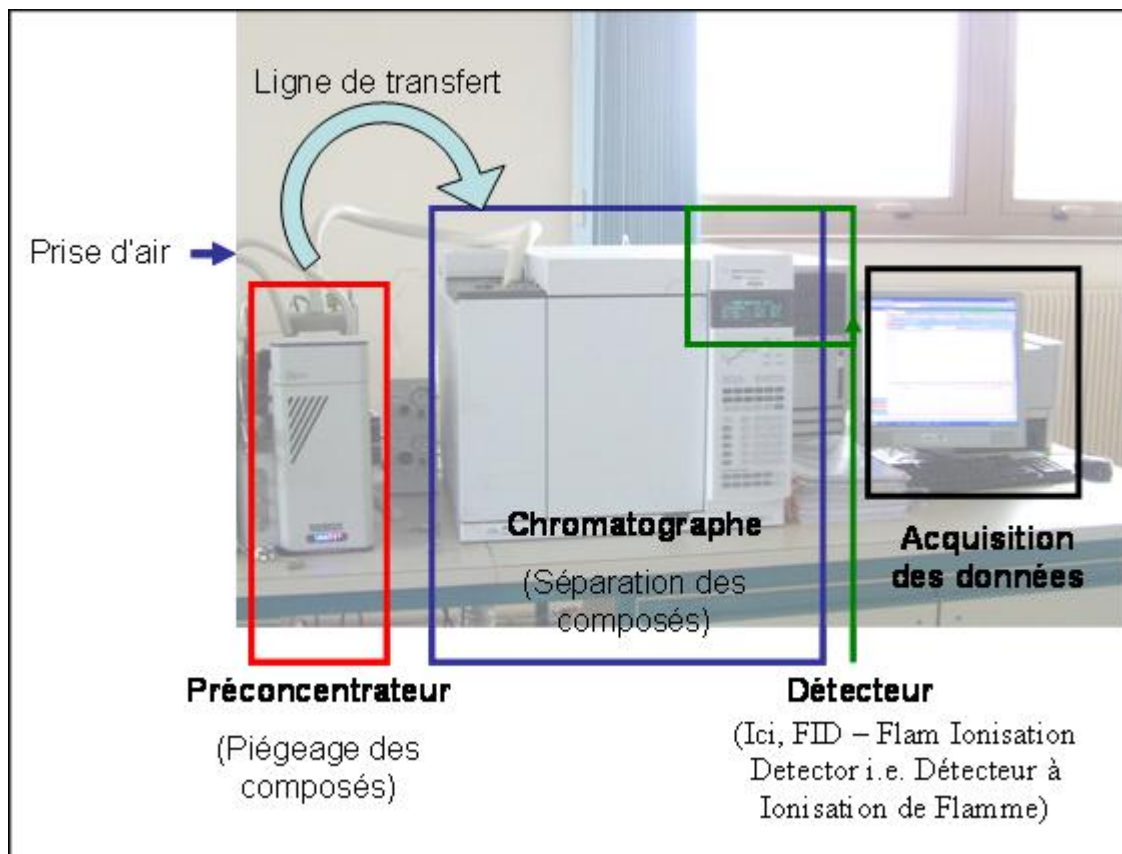 Ligne de transfert
Prise d'air
Chromatographe
(Séparation des
composés)
Acquisition
des données
Préconcentrateur
(Piégeage des
composés)
Détecteur
(Ici, FID – Flam Ionisation
Detector i.e. Détecteur à
Ionisation de Flamme)